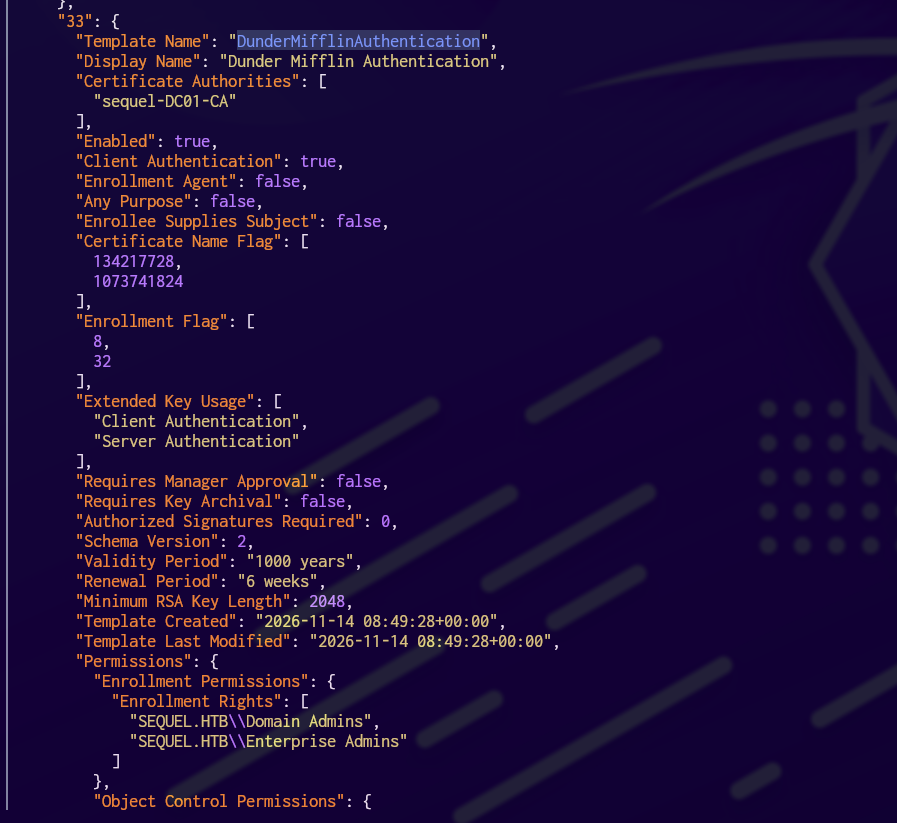 },
"33": {
"Template Name": "DunderMifflinAuthentication",
"Display Name": "Dunder Mifflin Authentication",
"Certificate Authorities": [
"sequel-DC01-CA"
],
"Enabled": true,
"Client Authentication": true,
"Enrollment Agent": false,
"Any Purpose": false,
"Enrollee Supplies Subject": false,
"Certificate Name Flag": [
134217728,
1073741824
],
"Enrollment Flag": [
8,
32
],
"Extended Key Usage": [
"Client Authentication",
"Server Authentication"
],
"Requires Manager Approval": false,
"Requires Key Archival": false,
"Authorized Signatures Required": 0,
"Schema Version": 2,
"Validity Period": "1000 years",
"Renewal Period": "6 weeks",
"Minimum RSA Key Length": 2048,
"Template Created": "2026-11-14 08:49:28+00:00",
"Template Last Modified": "2026-11-14 08:49:28+00:00",
"Permissions": {
"Enrollment Permissions": {
"Enrollment Rights": [
"SEQUEL.HTB\\Domain Admins",
"SEQUEL.HTB\\Enterprise Admins"
]
},
"Object Control Permissions": {